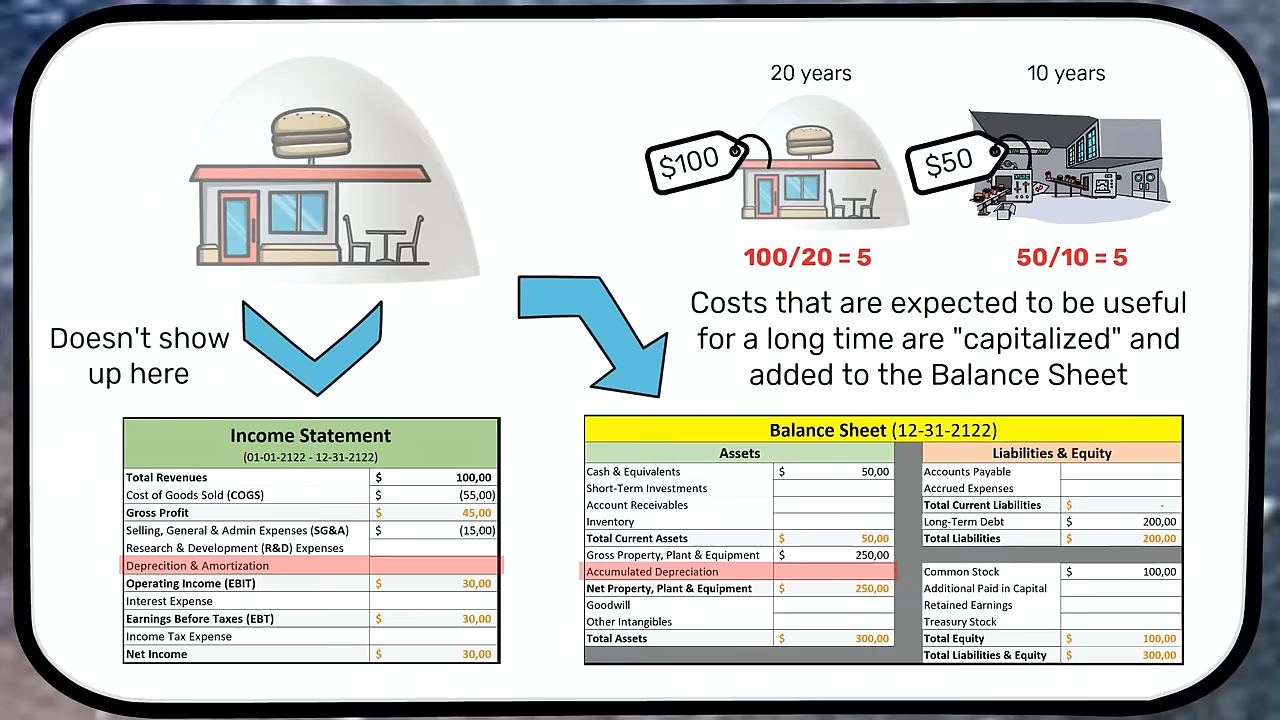 20 years
10 years
$100
$50
100/20 = 5
50/10 = 5
Doesn't show
up here
Costs that are expected to be useful
for a long time are "capitalized" and
added to the Balance Sheet
Income Statement
(01-01-2122 - 12-31-2122)
Total Revenues $ 100,00
Cost of Goods Sold (COGS) $ (55,00)
Gross Profit $ 45,00
Selling, General & Admin Expenses (SG&A) $ (15,00)
Research & Development (R&D) Expenses
Deprecition & Amortization
Operating Income (EBIT) $ 30,00
Interest Expense
Earnings Before Taxes (EBT) $ 30,00
Income Tax Expense
Net Income $ 30,00
Balance Sheet (12-31-2122)
Assets
Cash & Equivalents $ 50,00
Short-Term Investments
Account Receivables
Inventory
Total Current Assets $ 50,00
Gross Property, Plant & Equipment $ 250,00
Accumulated Depreciation
Net Property, Plant & Equipment $ 250,00
Goodwill
Other Intangibles
Total Assets $ 300,00
Liabilities & Equity
Accounts Payable
Accrued Expenses
Total Current Liabilities $ -
Long-Term Debt $ 200,00
Total Liabilities $ 200,00
Common Stock $ 100,00
Additional Paid in Capital
Retained Earnings
Treasury Stock
Total Equity $ 100,00
Total Liabilities & Equity $ 300,00